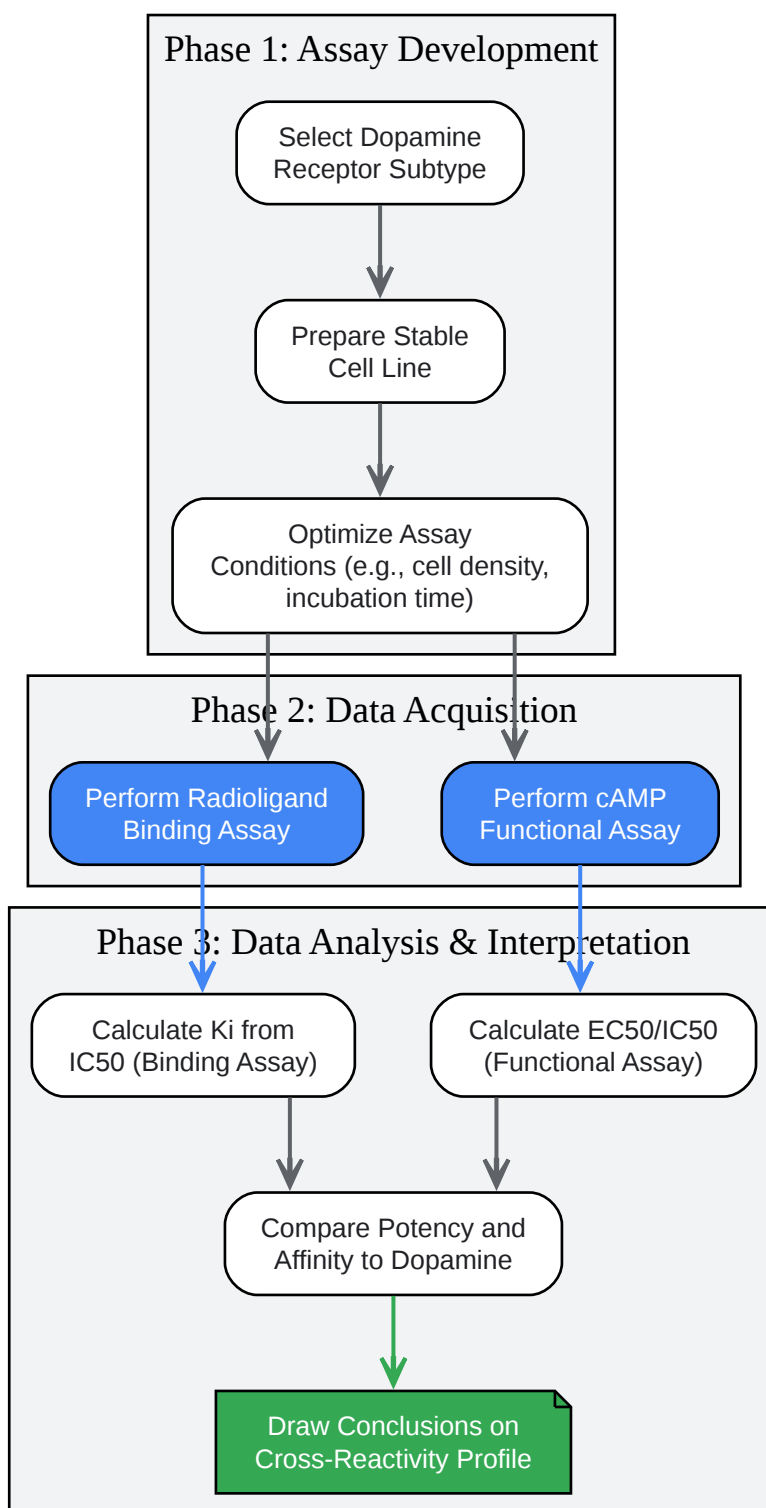 Phase 1: Assay Development
Select Dopamine
Receptor Subtype
Prepare Stable
Cell Line
Optimize Assay
Conditions (e.g., cell density,
incubation time)
Phase 2: Data Acquisition
Perform Radioligand
Binding Assay
Perform cAMP
Functional Assay
Phase 3: Data Analysis & Interpretation
Calculate Ki from
IC50 (Binding Assay)
Calculate EC50/IC50
(Functional Assay)
Compare Potency and
Affinity to Dopamine
Draw Conclusions on
Cross-Reactivity Profile